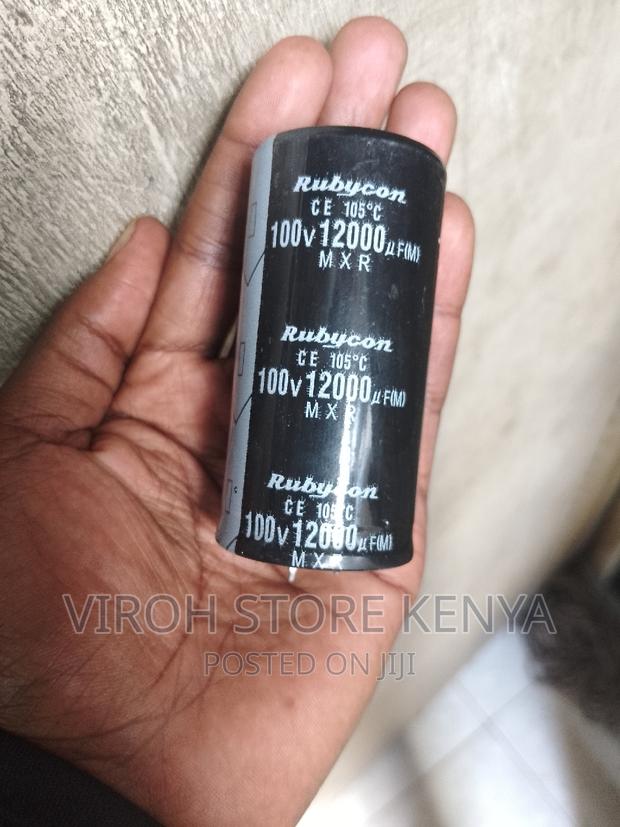 Rubycon
CE 105°C
100V 12000µF(M)
MXR
Rubycon
CE 105°C
100V 12000µF(M)
MXR
Rubycon
CE 105°C
100V 12000µF(M)
MXR
VIROH STORE KENYA
POSTED ON JIJI